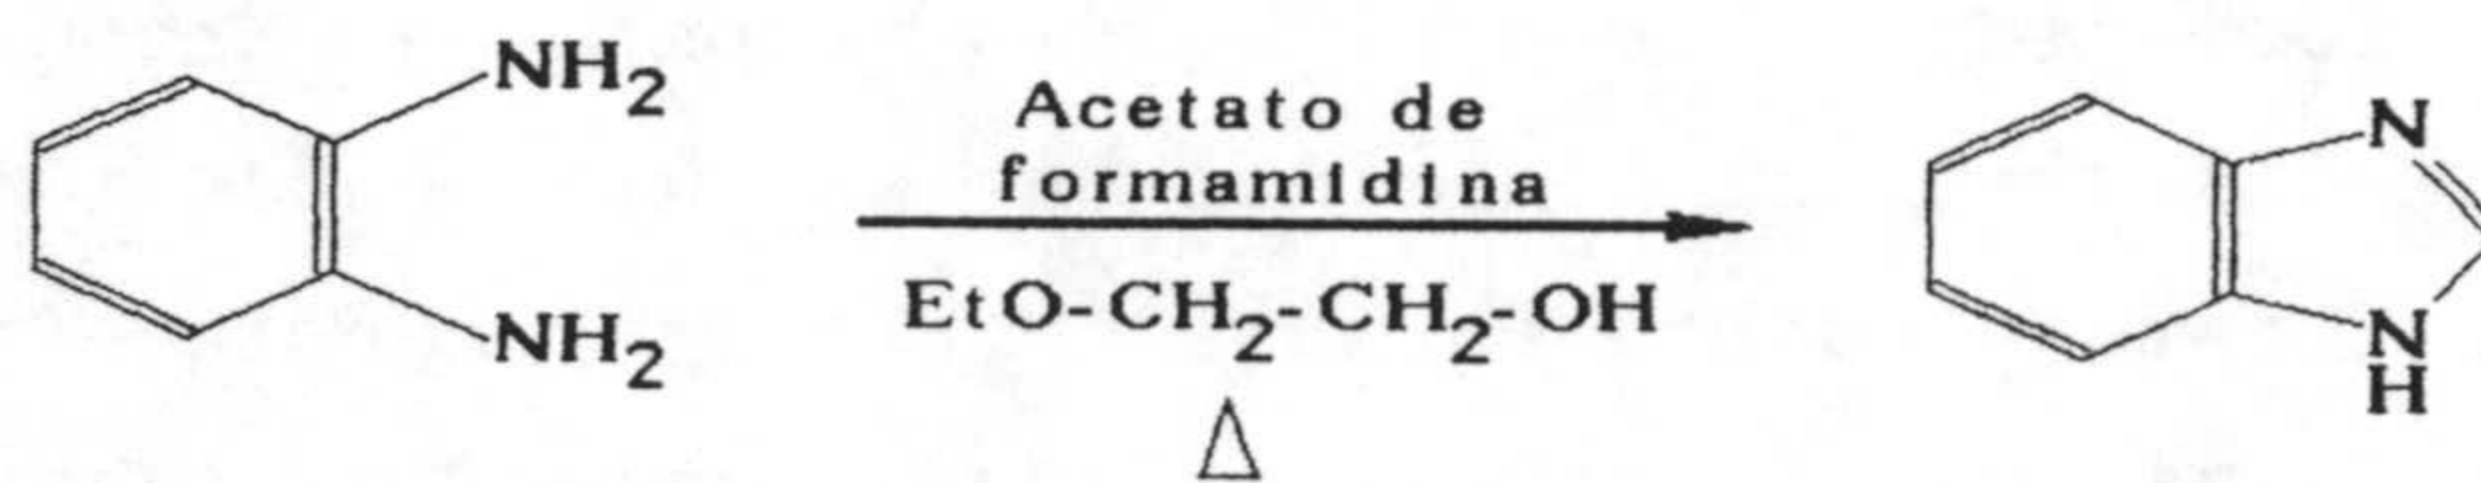 NH2
NH2
Acetato de
formamidina
EtO-CH2-CH2-OH
Δ
N
N
H